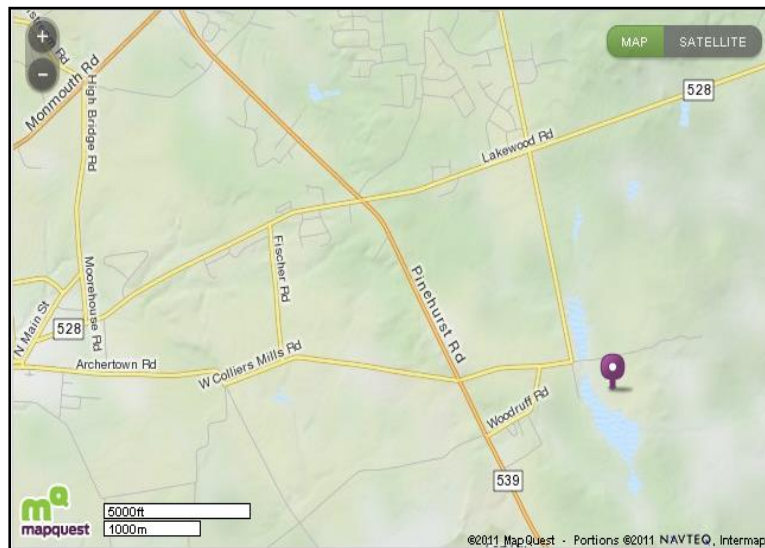 +
-
MAP SATELLITE
Monmouth Rd
High Bridge Rd
528
Lakewood Rd
Fischer Rd
Moorehouse Rd
N Main St
528
Pinehurst Rd
Archertown Rd
W Colliers Mills Rd
Woodruff Rd
539
mapquest
5000ft
1000m
©2011 MapQuest - Portions ©2011 NAVTEQ, Intermap